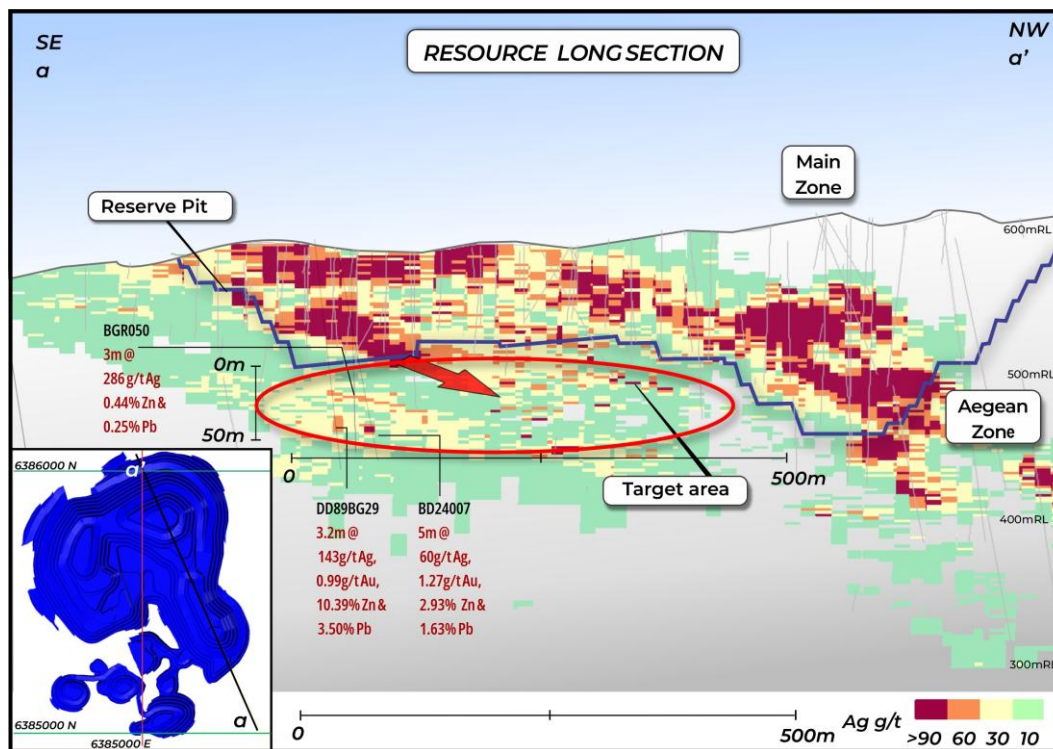 SE
a
RESOURCE LONG SECTION
NW
a'
Main
Zone
Reserve Pit
600mRL
BGR050
3m @
286 g/t Ag
0.44% Zn &
0.25% Pb
0m
50m
500mRL
Aegean
Zone
0
500m
Target area
DD89BG29
3.2m @
143g/t Ag,
0.99g/t Au,
10.39% Zn &
3.50% Pb
BD24007
5m @
60g/t Ag,
1.27g/t Au,
2.93% Zn &
1.63% Pb
400mRL
300mRL
6386000 N
a'
a
6385000 N
6385000 E
0
500m
Ag g/t
>90 60 30 10